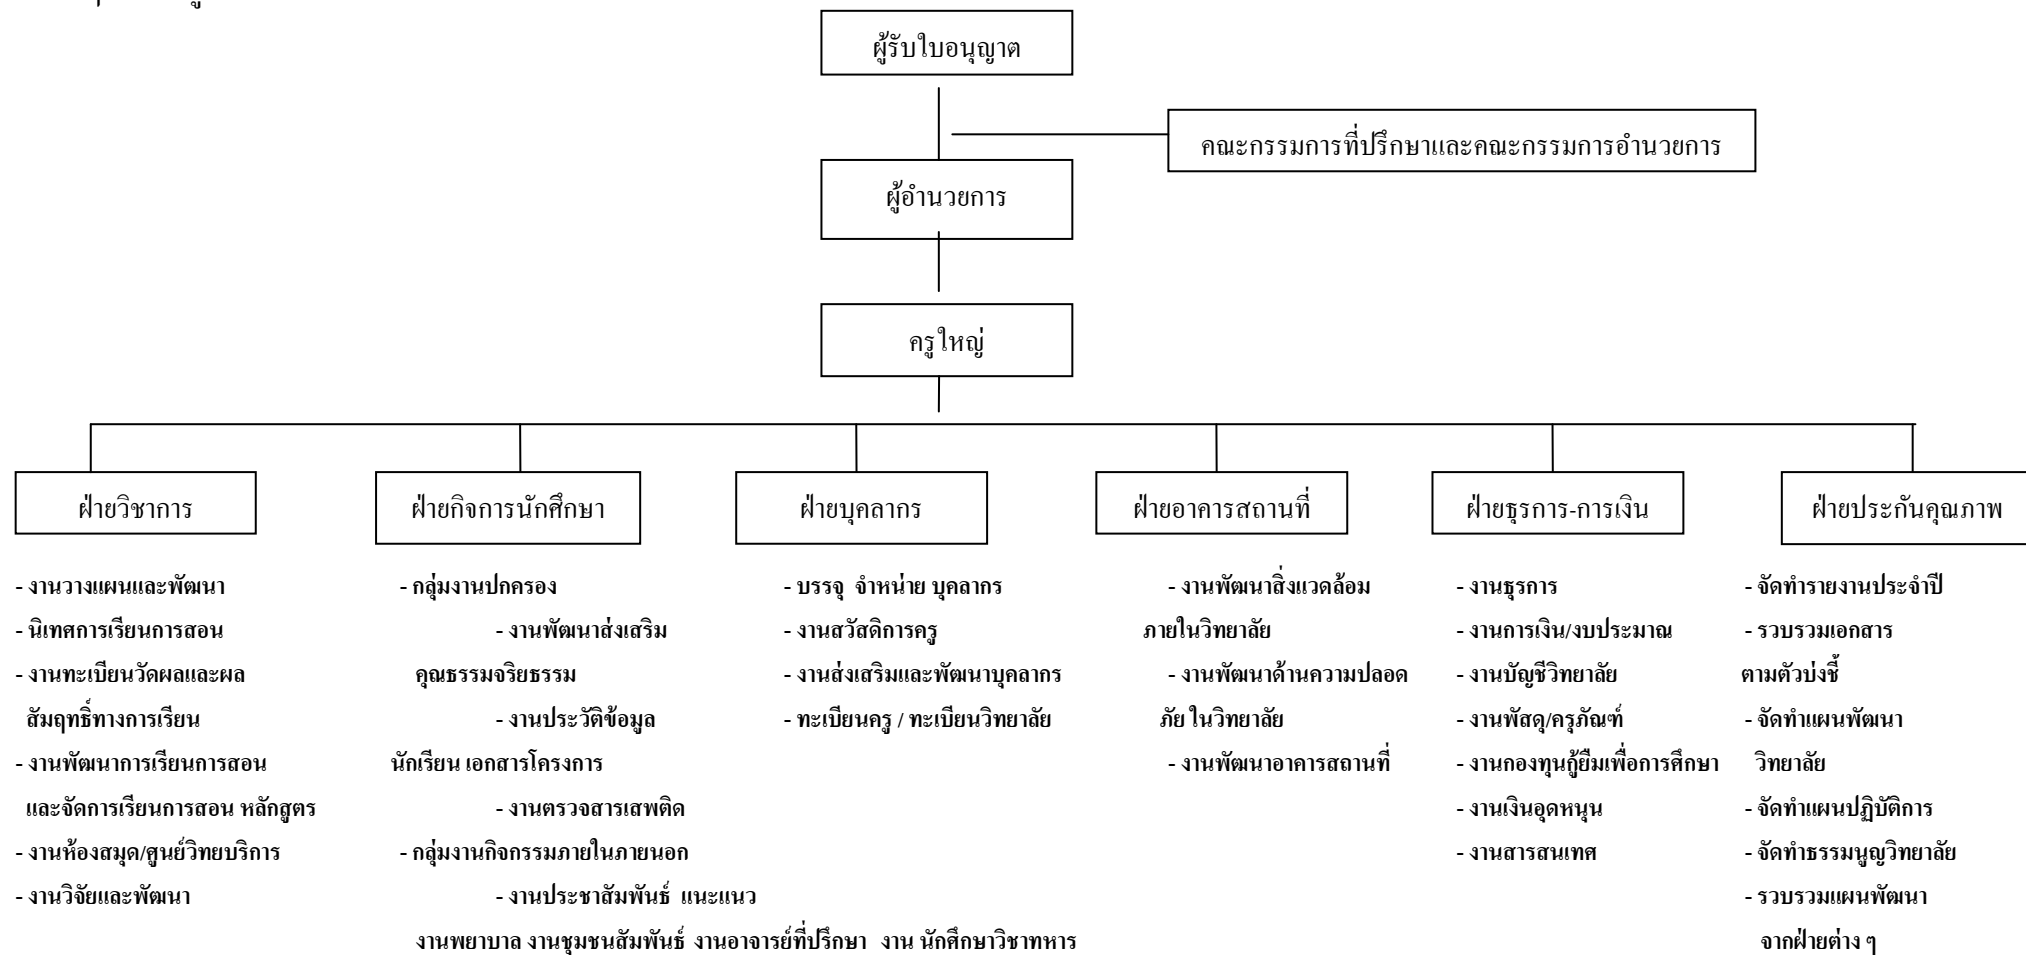 ผู้รับใบอนุญาต
คณะกรรมการที่ปรึกษาและคณะกรรมการอำนวยการ
ผู้อำนวยการ
ครูใหญ่
ฝ่ายวิชาการ
- งานวางแผนและพัฒนา
- นิเทศการเรียนการสอน
- งานทะเบียนวัดผลและผล
สัมฤทธิ์ทางการเรียน
- งานพัฒนาการเรียนการสอน
และจัดการเรียนการสอน หลักสูตร
- งานห้องสมุด/ศูนย์วิทยบริการ
- งานวิจัยและพัฒนา
ฝ่ายกิจการนักศึกษา
- กลุ่มงานปกครอง
- งานพัฒนาส่งเสริม
คุณธรรมจริยธรรม
- งานประวัติข้อมูล
นักเรียน เอกสารโครงการ
- งานตรวจสารเสพติด
- กลุ่มงานกิจกรรมภายในภายนอก
- งานประชาสัมพันธ์ แนะแนว
งานพยาบาล งานชุมชนสัมพันธ์ งานอาจารย์ที่ปรึกษา งาน นักศึกษาวิชาทหาร
ฝ่ายบุคลากร
- บรรจุ จำหน่าย บุคลากร
- งานสวัสดิการครู
- งานส่งเสริมและพัฒนาบุคลากร
- ทะเบียนครู / ทะเบียนวิทยาลัย
ฝ่ายอาคารสถานที่
- งานพัฒนาสิ่งแวดล้อม
ภายในวิทยาลัย
- งานพัฒนาด้านความปลอด
ภัย ในวิทยาลัย
- งานพัฒนาอาคารสถานที่
ฝ่ายธุรการ-การเงิน
- งานธุรการ
- งานการเงิน/งบประมาณ
- งานบัญชีวิทยาลัย
- งานพัสดุ/ครุภัณฑ์
- งานกองทุนกู้ยืมเพื่อการศึกษา
- งานเงินอุดหนุน
- งานสารสนเทศ
ฝ่ายประกันคุณภาพ
- จัดทำรายงานประจำปี
- รวบรวมเอกสาร
ตามตัวบ่งชี้
- จัดทำแผนพัฒนา
วิทยาลัย
- จัดทำแผนปฏิบัติการ
- จัดทำธรรมนูญวิทยาลัย
- รวบรวมแผนพัฒนา
จากฝ่ายต่าง ๆ